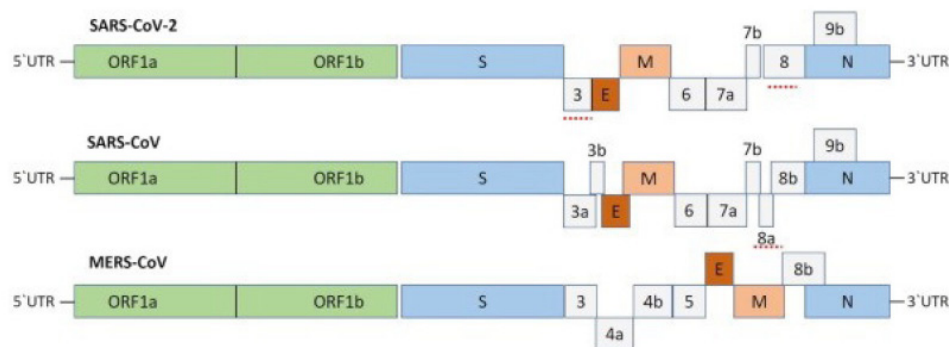 SARS-CoV-2
9b
7b
5`UTR ORF1a ORF1b S M 8 N 3`UTR
3 E 6 7a
SARS-CoV
9b
3b 7b
5`UTR ORF1a ORF1b S M 8b N 3`UTR
3a E 6 7a
8a
MERS-CoV
E 8b
5`UTR ORF1a ORF1b S 3 4b 5 M N 3`UTR
4a